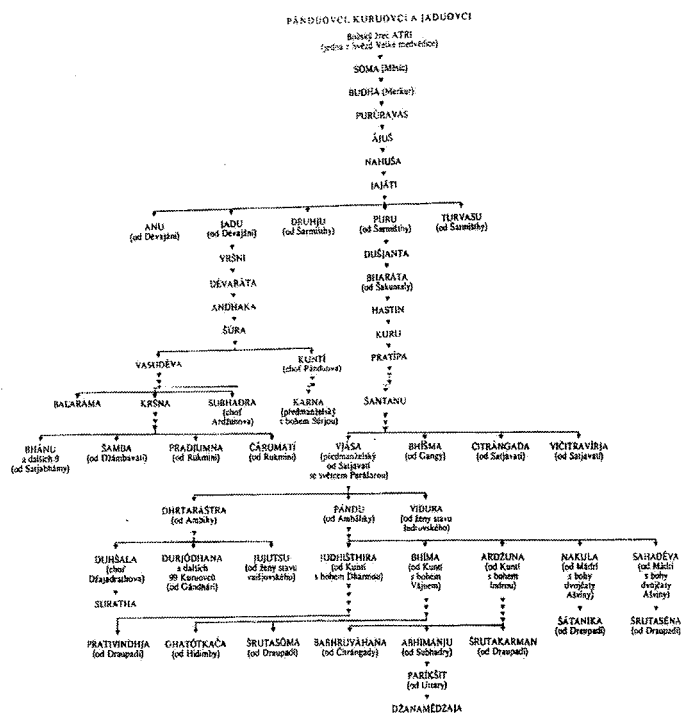 PÁNDUOVCI, KURUOVCI A JADUOVCI
Božský žrec ATRI
(jedna z hvězd Velké medvědice)
SÓMA (Měsíc)
BUDHA (Merkur)
PURÚRAVAS
ÁJUŠ
NAHUŠA
JAJÁTI
ANU JADU DRUHJU PURU TURVASU
(od Dévajání) (od Dévajání) (od Šarmišthy) (od Šarmišthy) (od Šarmišthy)
VRŠNI DUŠJANTA
DÉVARÁTA BHARATA
(od Šakuntaly)
ANDHAKA HASTIN
ŠÚRA KURU
VASUDÉVA KUNTÍ PRATÍPA
(choť Pánduova)
BALARAMA KRŠNA SUBHADRA KARNA ŠANTANU
(choť (předmanželský
Ardžunova) s bohem Súrjou)
BHÁNU ŠAMBA PRADJUMNA ČÁRUMATÍ VJÁSA BHÍŠMA ČITRÁNGADA VIČITRAVÍRJA
a dalších 9 (od Džámbavatí) (od Rukmíní) (od Rukmíní) (předmanželský (od Gangy) (od Satjavatí) (od Satjavatí)
(od Satjabhámy) od Satjavatí
se světcem Parášarou)
DHRTARÁŠTRA PÁNDU VIDURA
(od Ambiky) (od Ambáliky) (od ženy stavu
šúdrovského)
DUHŠALA DURJÓDHANA JUJUTSU JUDHIŠTHIRA BHÍMA ARDŽUNA NAKULA SAHADÉVA
(choť s dalších (od ženy stavu (od Kuntí (od Kuntí (od Kuntí (od Mádrí (od Mádrí
Džajadrathova) 99 Kuruovců vaišjovského) s bohem Dharmou) s bohem s bohem s bohy s bohy
(od Gándhárí) Vájuem) Indrou) dvojčaty dvojčaty
Ašviny) Ašviny)
SURATHA
ŠATÁNIKA ŠRUTASÉNA
(od Draupadí) (od Draupadí)
PRATIVINDHJA GHATÓTKAČA ŠRUTASÓMA BABHRUVÁHANA ABHIMANJU ŠRUTAKARMAN
(od Draupadí) (od Hidimby) (od Draupadí) (od Čitrángady) (od Subhadry) (od Draupadí)
PARÍKŠIT
(od Uttary)
DŽANAMÉDŽAJA